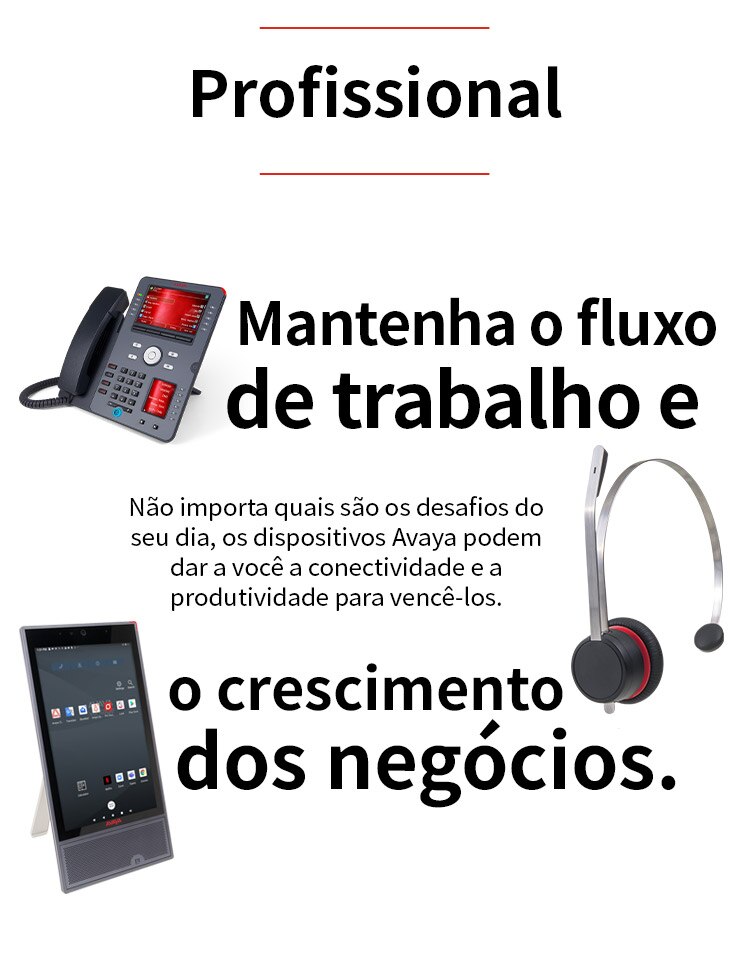 Profissional
Mantenha o fluxo
de trabalho e
Não importa quais são os desafios do
seu dia, os dispositivos Avaya podem
dar a você a conectividade e a
produtividade para vencê-los.
o crescimento
dos negócios.
AVAYA